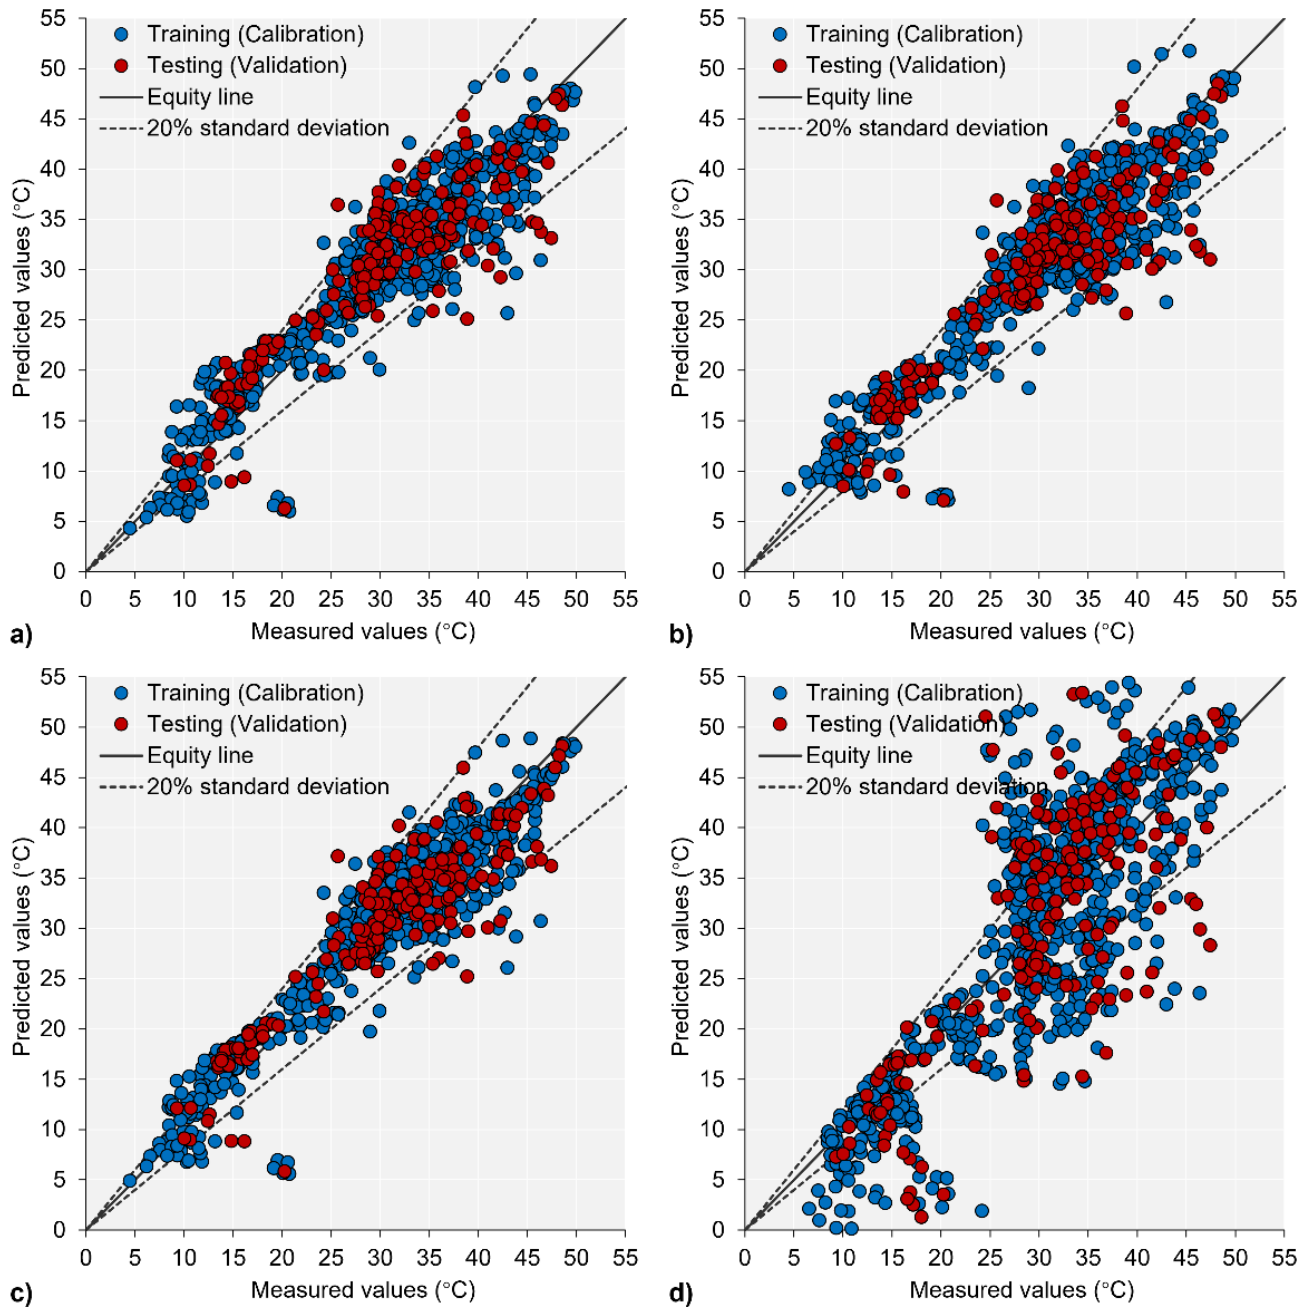 55
50
45
40
35
30
25
20
15
10
5
0
Predicted values (°C)
Training (Calibration)
Testing (Validation)
Equity line
20% standard deviation
0 5 10 15 20 25 30 35 40 45 50 55
Measured values (°C)
a)
55
50
45
40
35
30
25
20
15
10
5
0
Predicted values (°C)
Training (Calibration)
Testing (Validation)
Equity line
20% standard deviation
0 5 10 15 20 25 30 35 40 45 50 55
Measured values (°C)
b)
55
50
45
40
35
30
25
20
15
10
5
0
Predicted values (°C)
Training (Calibration)
Testing (Validation)
Equity line
20% standard deviation
0 5 10 15 20 25 30 35 40 45 50 55
Measured values (°C)
c)
55
50
45
40
35
30
25
20
15
10
5
0
Predicted values (°C)
Training (Calibration)
Testing (Validation)
Equity line
20% standard deviation
0 5 10 15 20 25 30 35 40 45 50 55
Measured values (°C)
d)